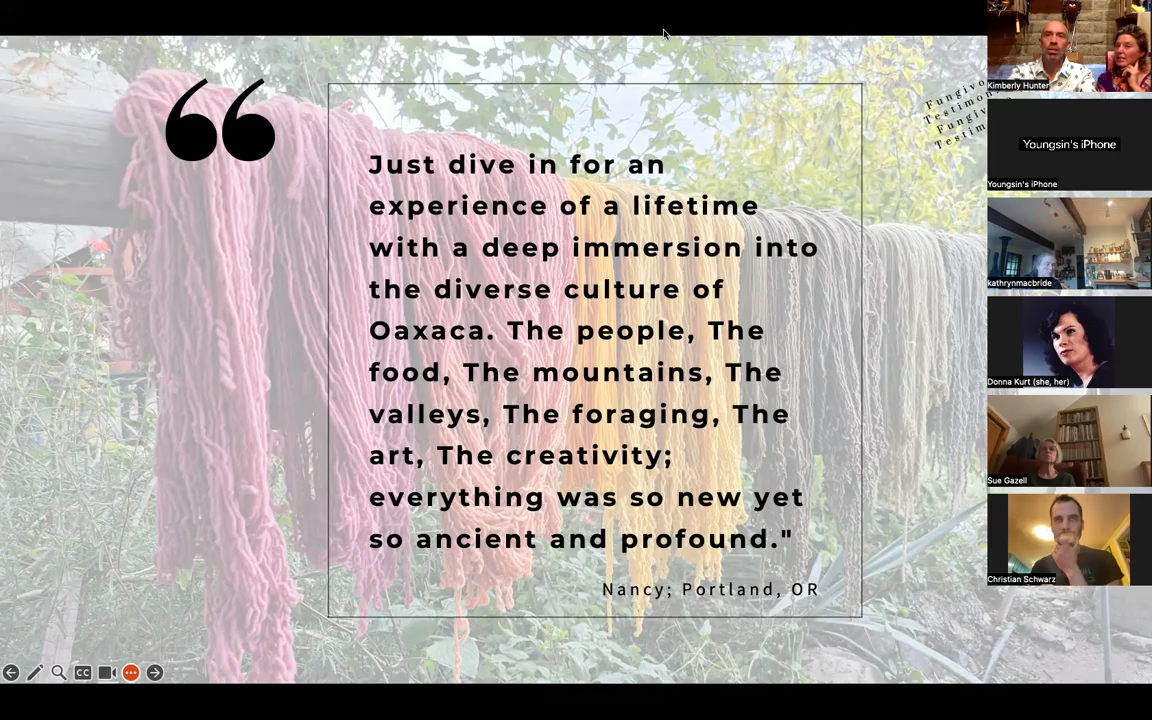 “
Just dive in for an
experience of a lifetime
with a deep immersion into
the diverse culture of
Oaxaca. The people, The
food, The mountains, The
valleys, The foraging, The
art, The creativity;
everything was so new yet
so ancient and profound."
Nancy; Portland, OR
Kimberly Hunter
Youngsin's iPhone
Youngsin's iPhone
kathrynmacbride
Donna Kurt (she, her)
Sue Gazell
Christian Schwarz
CC